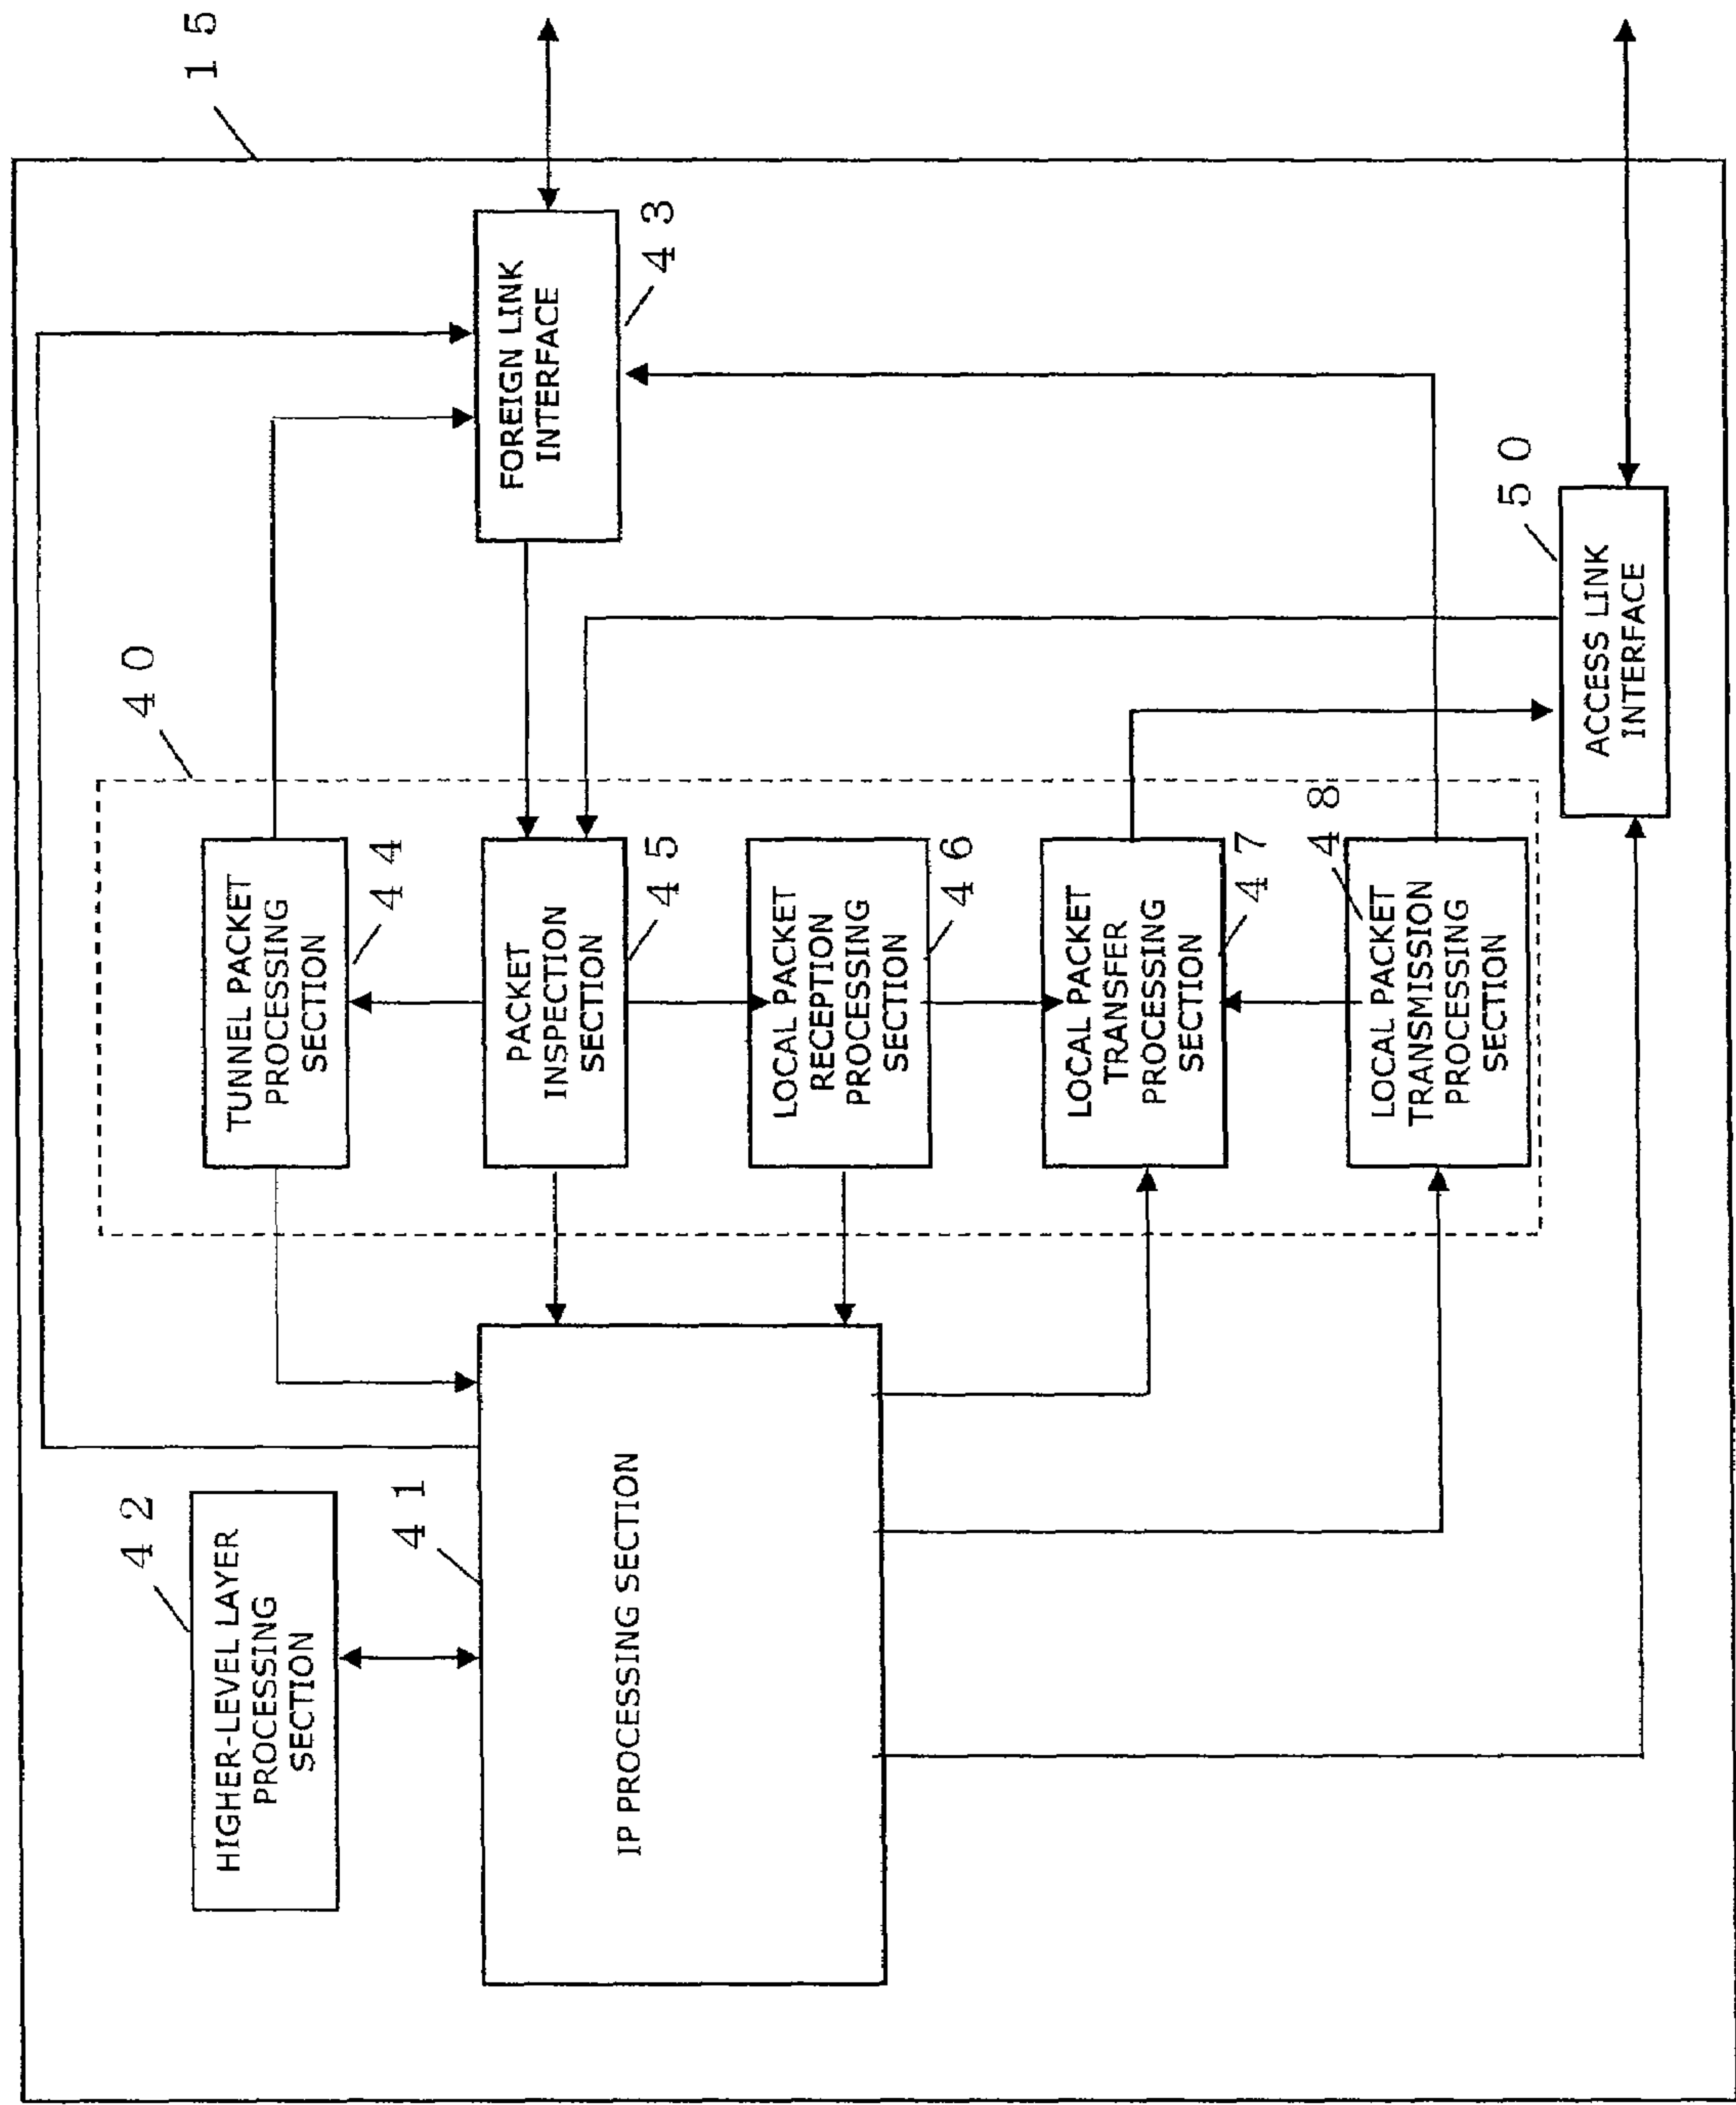 15
HIGHER-LEVEL LAYER
PROCESSING
SECTION
42
41
IP PROCESSING SECTION
40
TUNNEL PACKET
PROCESSING
SECTION
44
PACKET
INSPECTION
SECTION
45
LOCAL PACKET
RECEPTION
PROCESSING
SECTION
46
LOCAL PACKET
TRANSFER
PROCESSING
SECTION
47
48
LOCAL PACKET
TRANSMISSION
PROCESSING
SECTION
FOREIGN LINK
INTERFACE
43
50
ACCESS LINK
INTERFACE